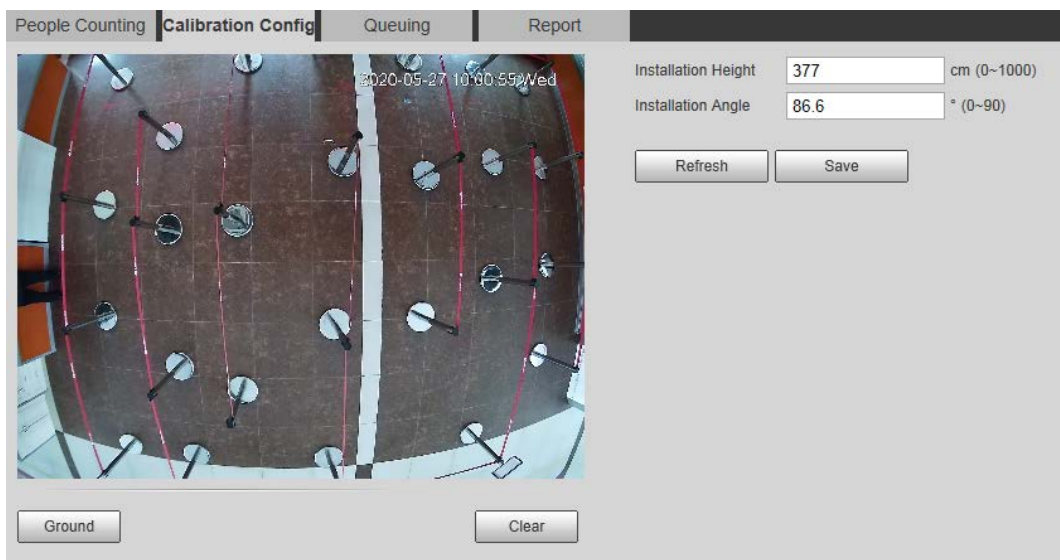 People Counting Calibration Config Queuing Report
2020-05-27 10:00:55 Wed
Installation Height 377 cm (0~1000)
Installation Angle 86.6 ° (0~90)
Refresh Save
Ground Clear